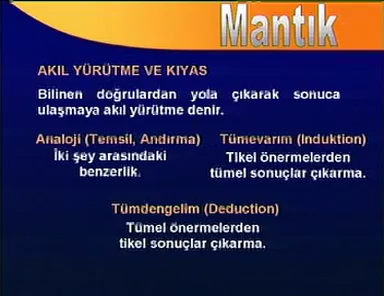 Mantık
AKIL YÜRÜTME VE KIYAS
Bilinen doğrulardan yola çıkarak sonuca
ulaşmaya akıl yürütme denir.
Analoji (Temsil, Andırma)
İki şey arasındaki
benzerlik.
Tümevarım (Induktion)
Tikel önermelerden
tümel sonuçlar çıkarma.
Tümdengelim (Deduction)
Tümel önermelerden
tikel sonuçlar çıkarma.